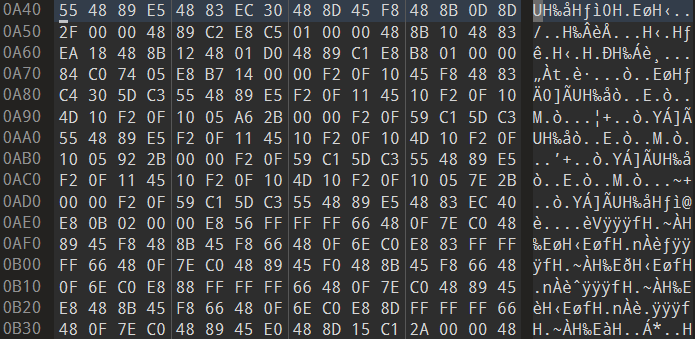 0A40 55 48 89 E5 48 83 EC 30 48 8D 45 F8 48 8B 0D 8D UH‰åHƒì0H.EøH‹..
0A50 2F 00 00 48 89 C2 E8 C5 01 00 00 48 8B 10 48 83 /..H‰ÂèÅ...H‹.Hƒ
0A60 EA 18 48 8B 12 48 01 D0 48 89 C1 E8 B8 01 00 00 ê.H‹.H.ÐH‰Áè¸...
0A70 84 C0 74 05 E8 B7 14 00 00 F2 0F 10 45 F8 48 83 „Àt.è·...ò..EøHƒ
0A80 C4 30 5D C3 55 48 89 E5 F2 0F 11 45 10 F2 0F 10 Ä0]ÃUH‰åò..E.ò..
0A90 4D 10 F2 0F 10 05 A6 2B 00 00 F2 0F 59 C1 5D C3 M.ò...¦+..ò.YÁ]Ã
0AA0 55 48 89 E5 F2 0F 11 45 10 F2 0F 10 4D 10 F2 0F UH‰åò..E.ò..M.ò.
0AB0 10 05 92 2B 00 00 F2 0F 59 C1 5D C3 55 48 89 E5 ..’+..ò.YÁ]ÃUH‰å
0AC0 F2 0F 11 45 10 F2 0F 10 4D 10 F2 0F 10 05 7E 2B ò..E.ò..M.ò...~+
0AD0 00 00 F2 0F 59 C1 5D C3 55 48 89 E5 48 83 EC 40 ..ò.YÁ]ÃUH‰åHƒì@
0AE0 E8 0B 02 00 00 E8 56 FF FF FF 66 48 0F 7E C0 48 è....èVÿÿÿfH.~ÀH
0AF0 89 45 F8 48 8B 45 F8 66 48 0F 6E C0 E8 83 FF FF ‰EøH‹EøfH.nÀèƒÿÿ
0B00 FF 66 48 0F 7E C0 48 89 45 F0 48 8B 45 F8 66 48 ÿfH.~ÀH‰EðH‹EøfH
0B10 0F 6E C0 E8 88 FF FF FF 66 48 0F 7E C0 48 89 45 .nÀèˆÿÿÿfH.~ÀH‰E
0B20 E8 48 8B 45 F8 66 48 0F 6E C0 E8 8D FF FF FF 66 èH‹EøfH.nÀè.ÿÿÿf
0B30 48 0F 7E C0 48 89 45 E0 48 8D 15 C1 2A 00 00 48 H.~ÀH‰EàH..Á*..H